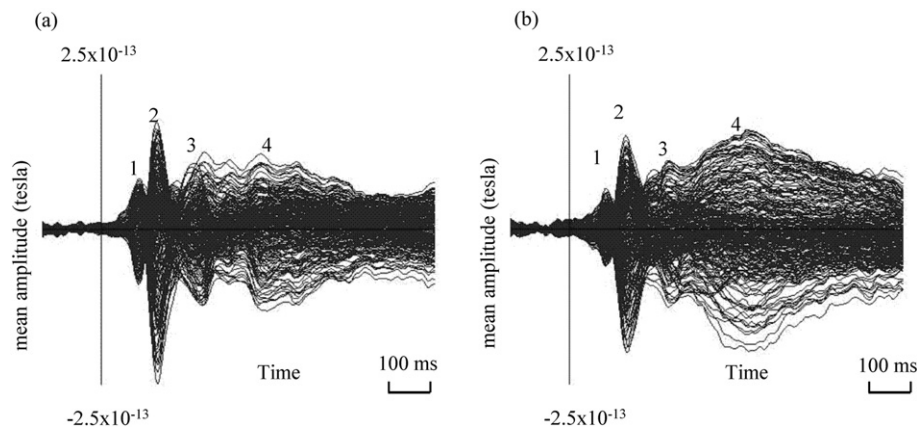 (a)
2.5x10⁻¹³
mean amplitude (tesla)
1
2
3
4
Time
100 ms
-2.5x10⁻¹³
(b)
2.5x10⁻¹³
mean amplitude (tesla)
1
2
3
4
Time
100 ms
-2.5x10⁻¹³